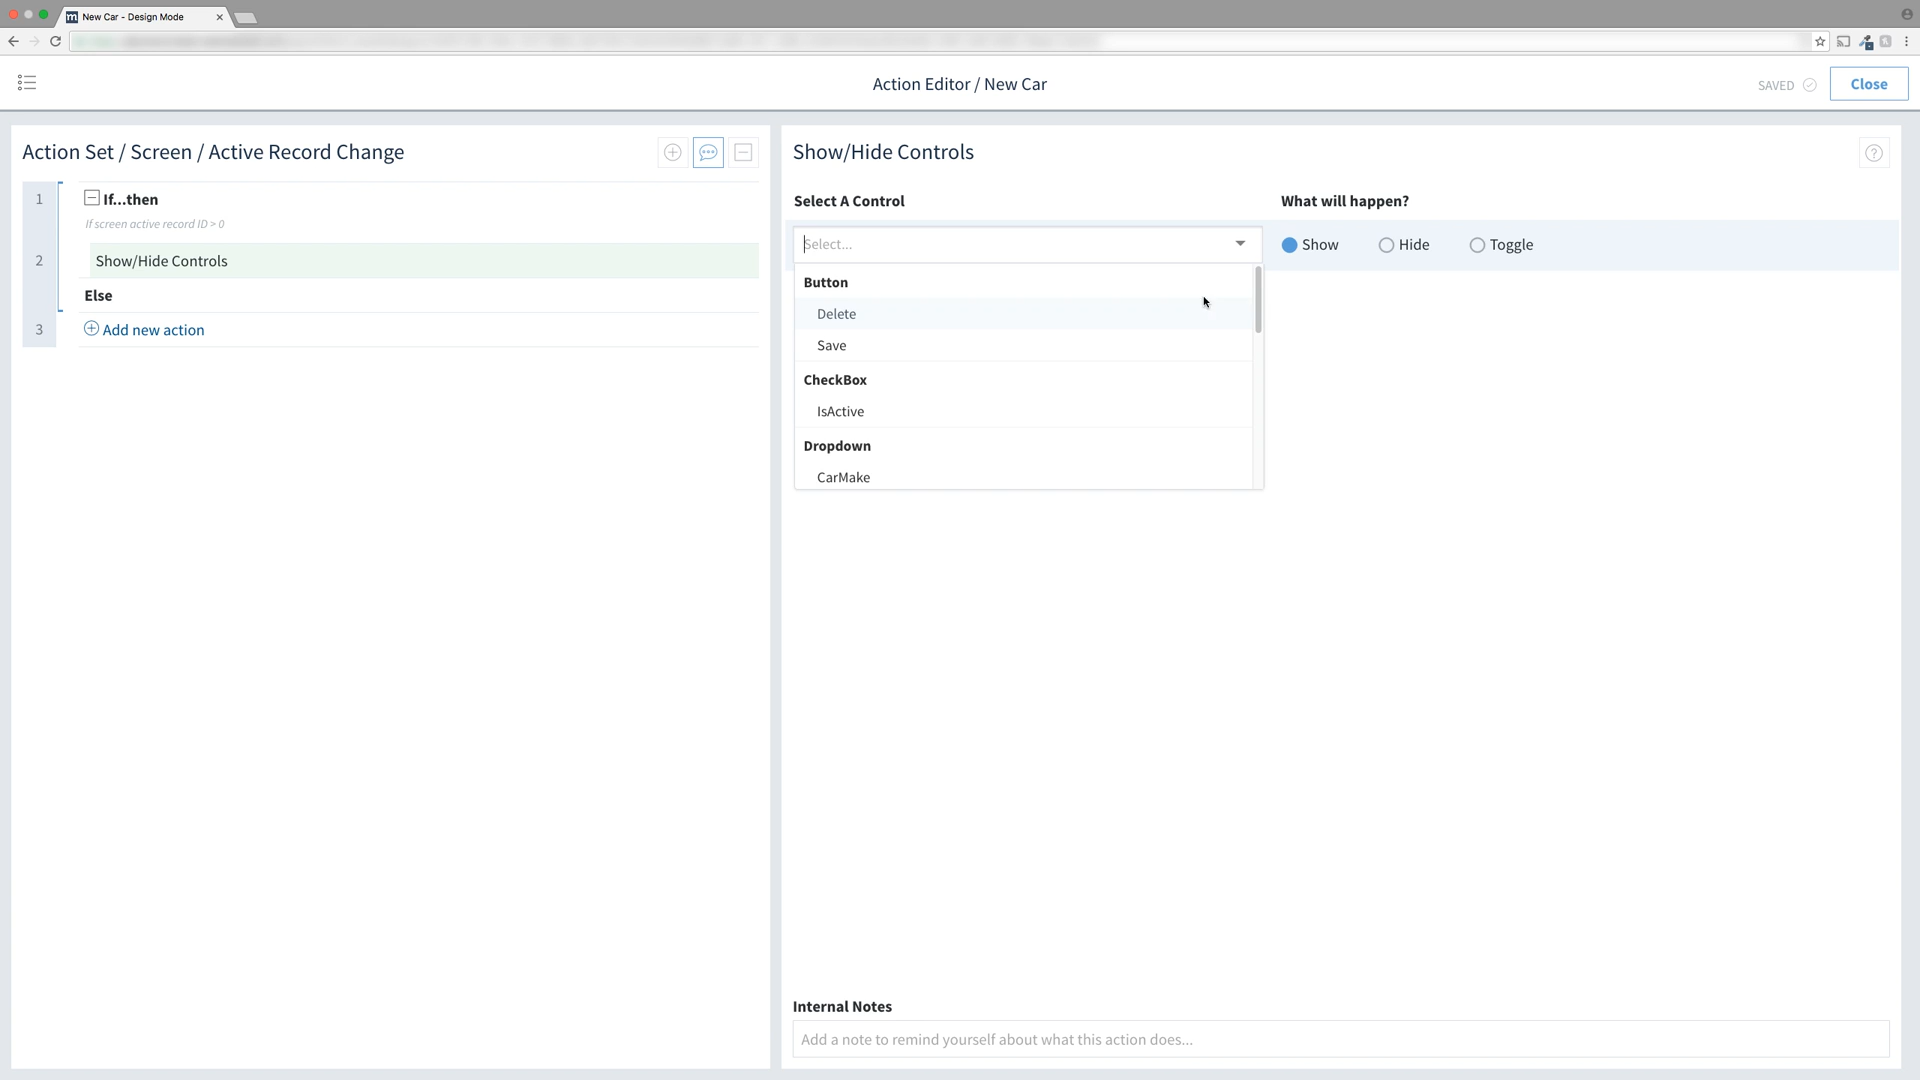 New Car - Design Mode
Action Editor / New Car
SAVED
Close
Action Set / Screen / Active Record Change
1
If...then
If screen active record ID > 0
2
Show/Hide Controls
Else
3
Add new action
Show/Hide Controls
Select A Control
What will happen?
Select...
Show
Hide
Toggle
Button
Delete
Save
CheckBox
IsActive
Dropdown
CarMake
Internal Notes
Add a note to remind yourself about what this action does...